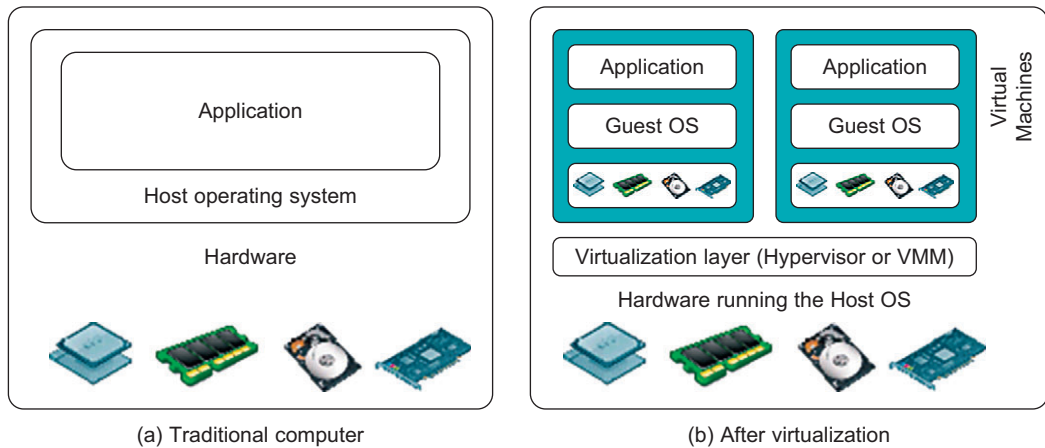 Application
Host operating system
Hardware
(a) Traditional computer
Application
Guest OS
Application
Guest OS
Virtual
Machines
Virtualization layer (Hypervisor or VMM)
Hardware running the Host OS
(b) After virtualization